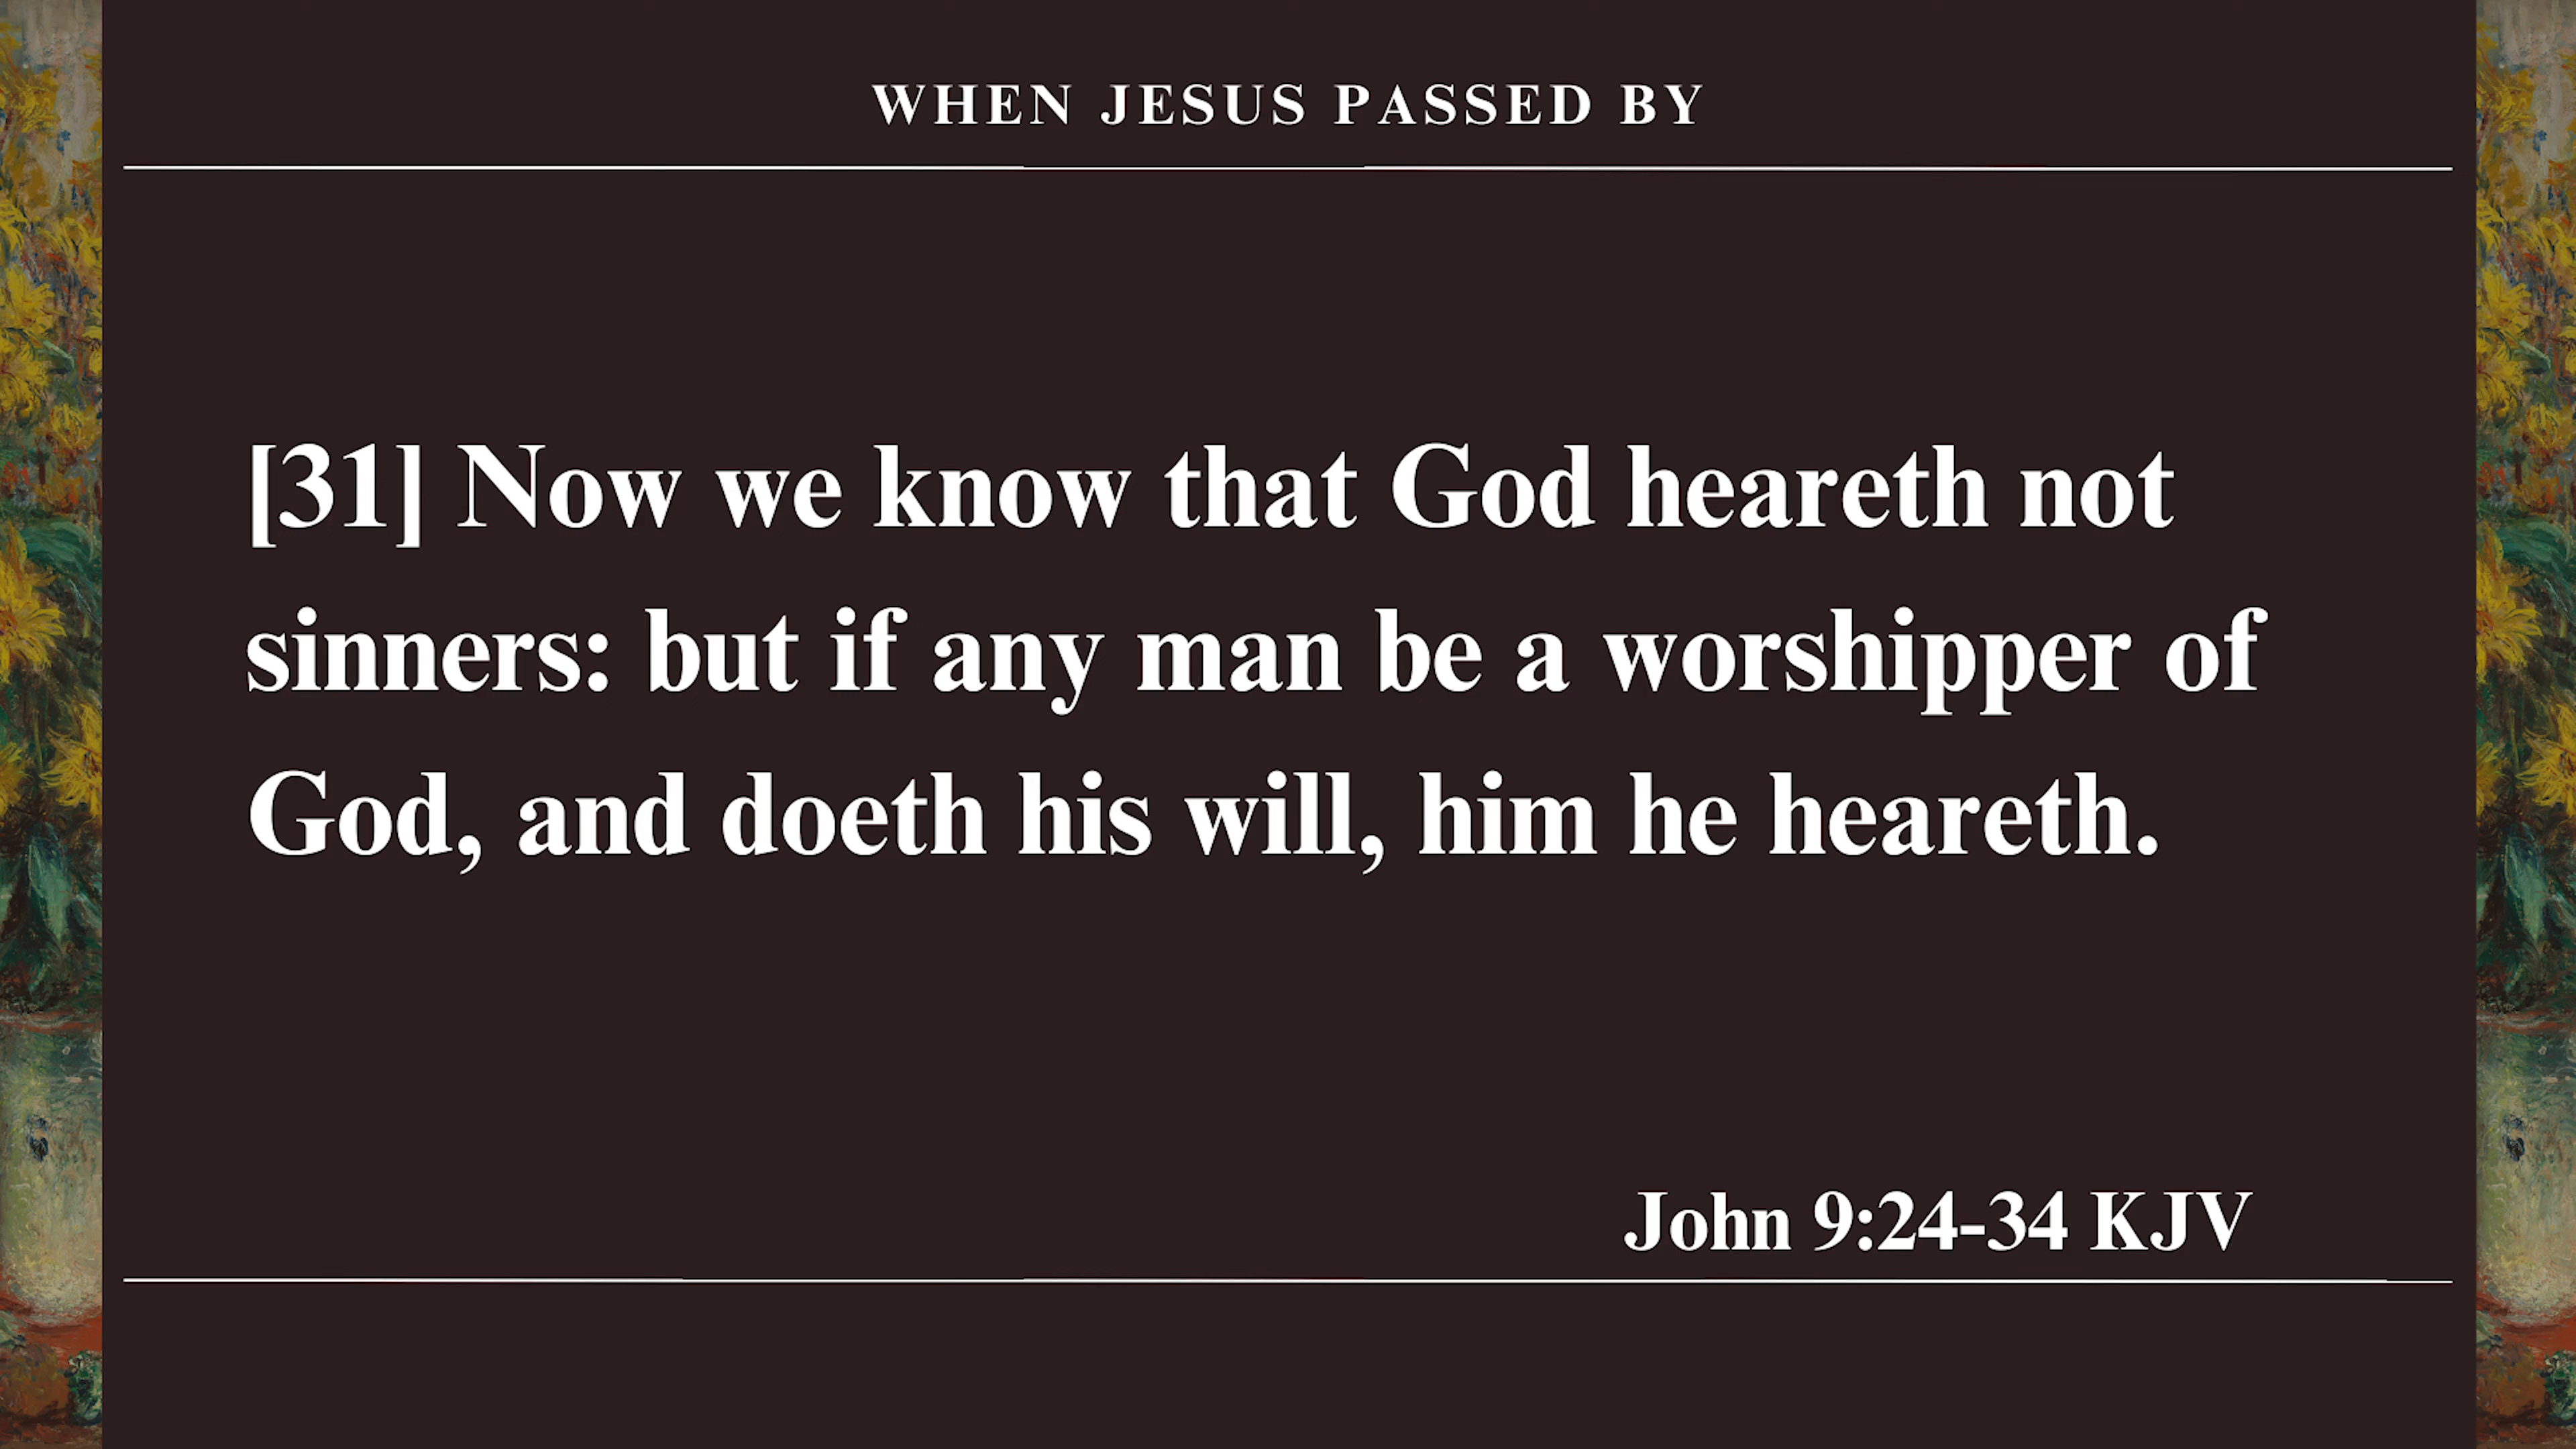 WHEN JESUS PASSED BY
[31] Now we know that God heareth not
sinners: but if any man be a worshipper of
God, and doeth his will, him he heareth.
John 9:24-34 KJV